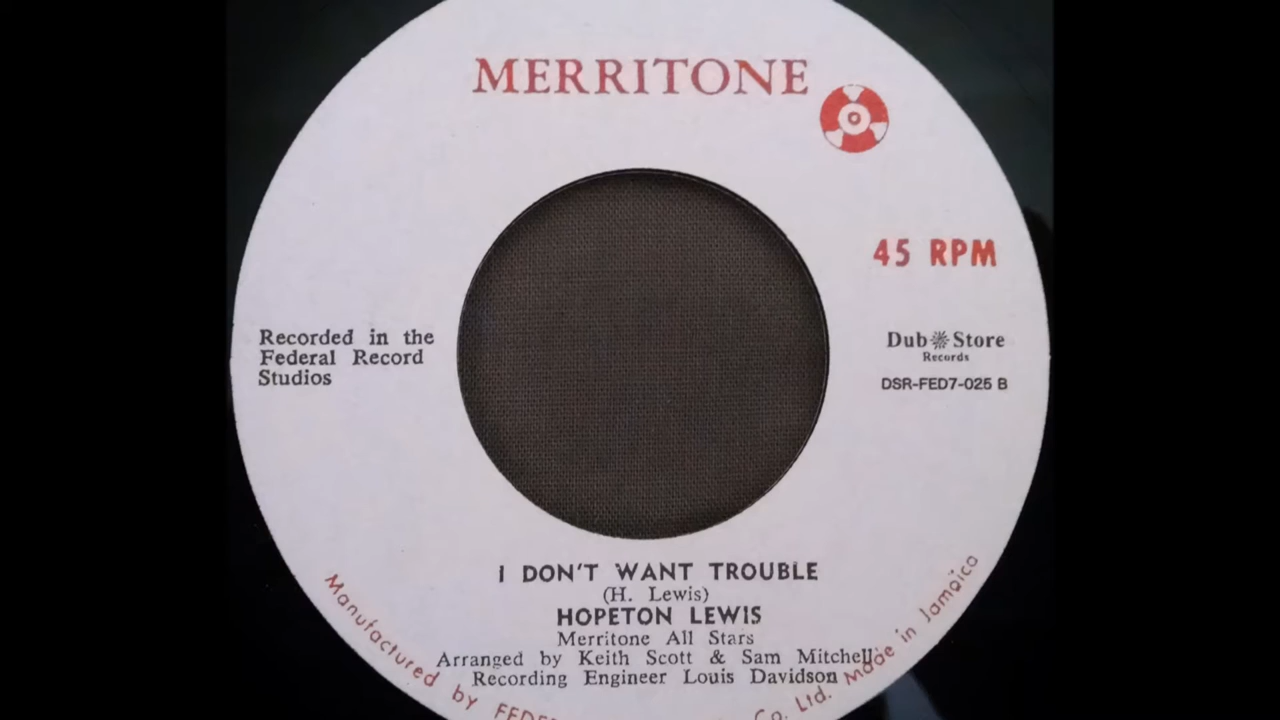 MERRITONE
45 RPM
Recorded in the
Federal Record
Studios
Dub Store
Records
DSR-FED7-025 B
I DON'T WANT TROUBLE
(H. Lewis)
HOPETON LEWIS
Merritone All Stars
Arranged by Keith Scott & Sam Mitchell
Recording Engineer Louis Davidson
Manufactured by Co. Ltd. Made in Jamaica